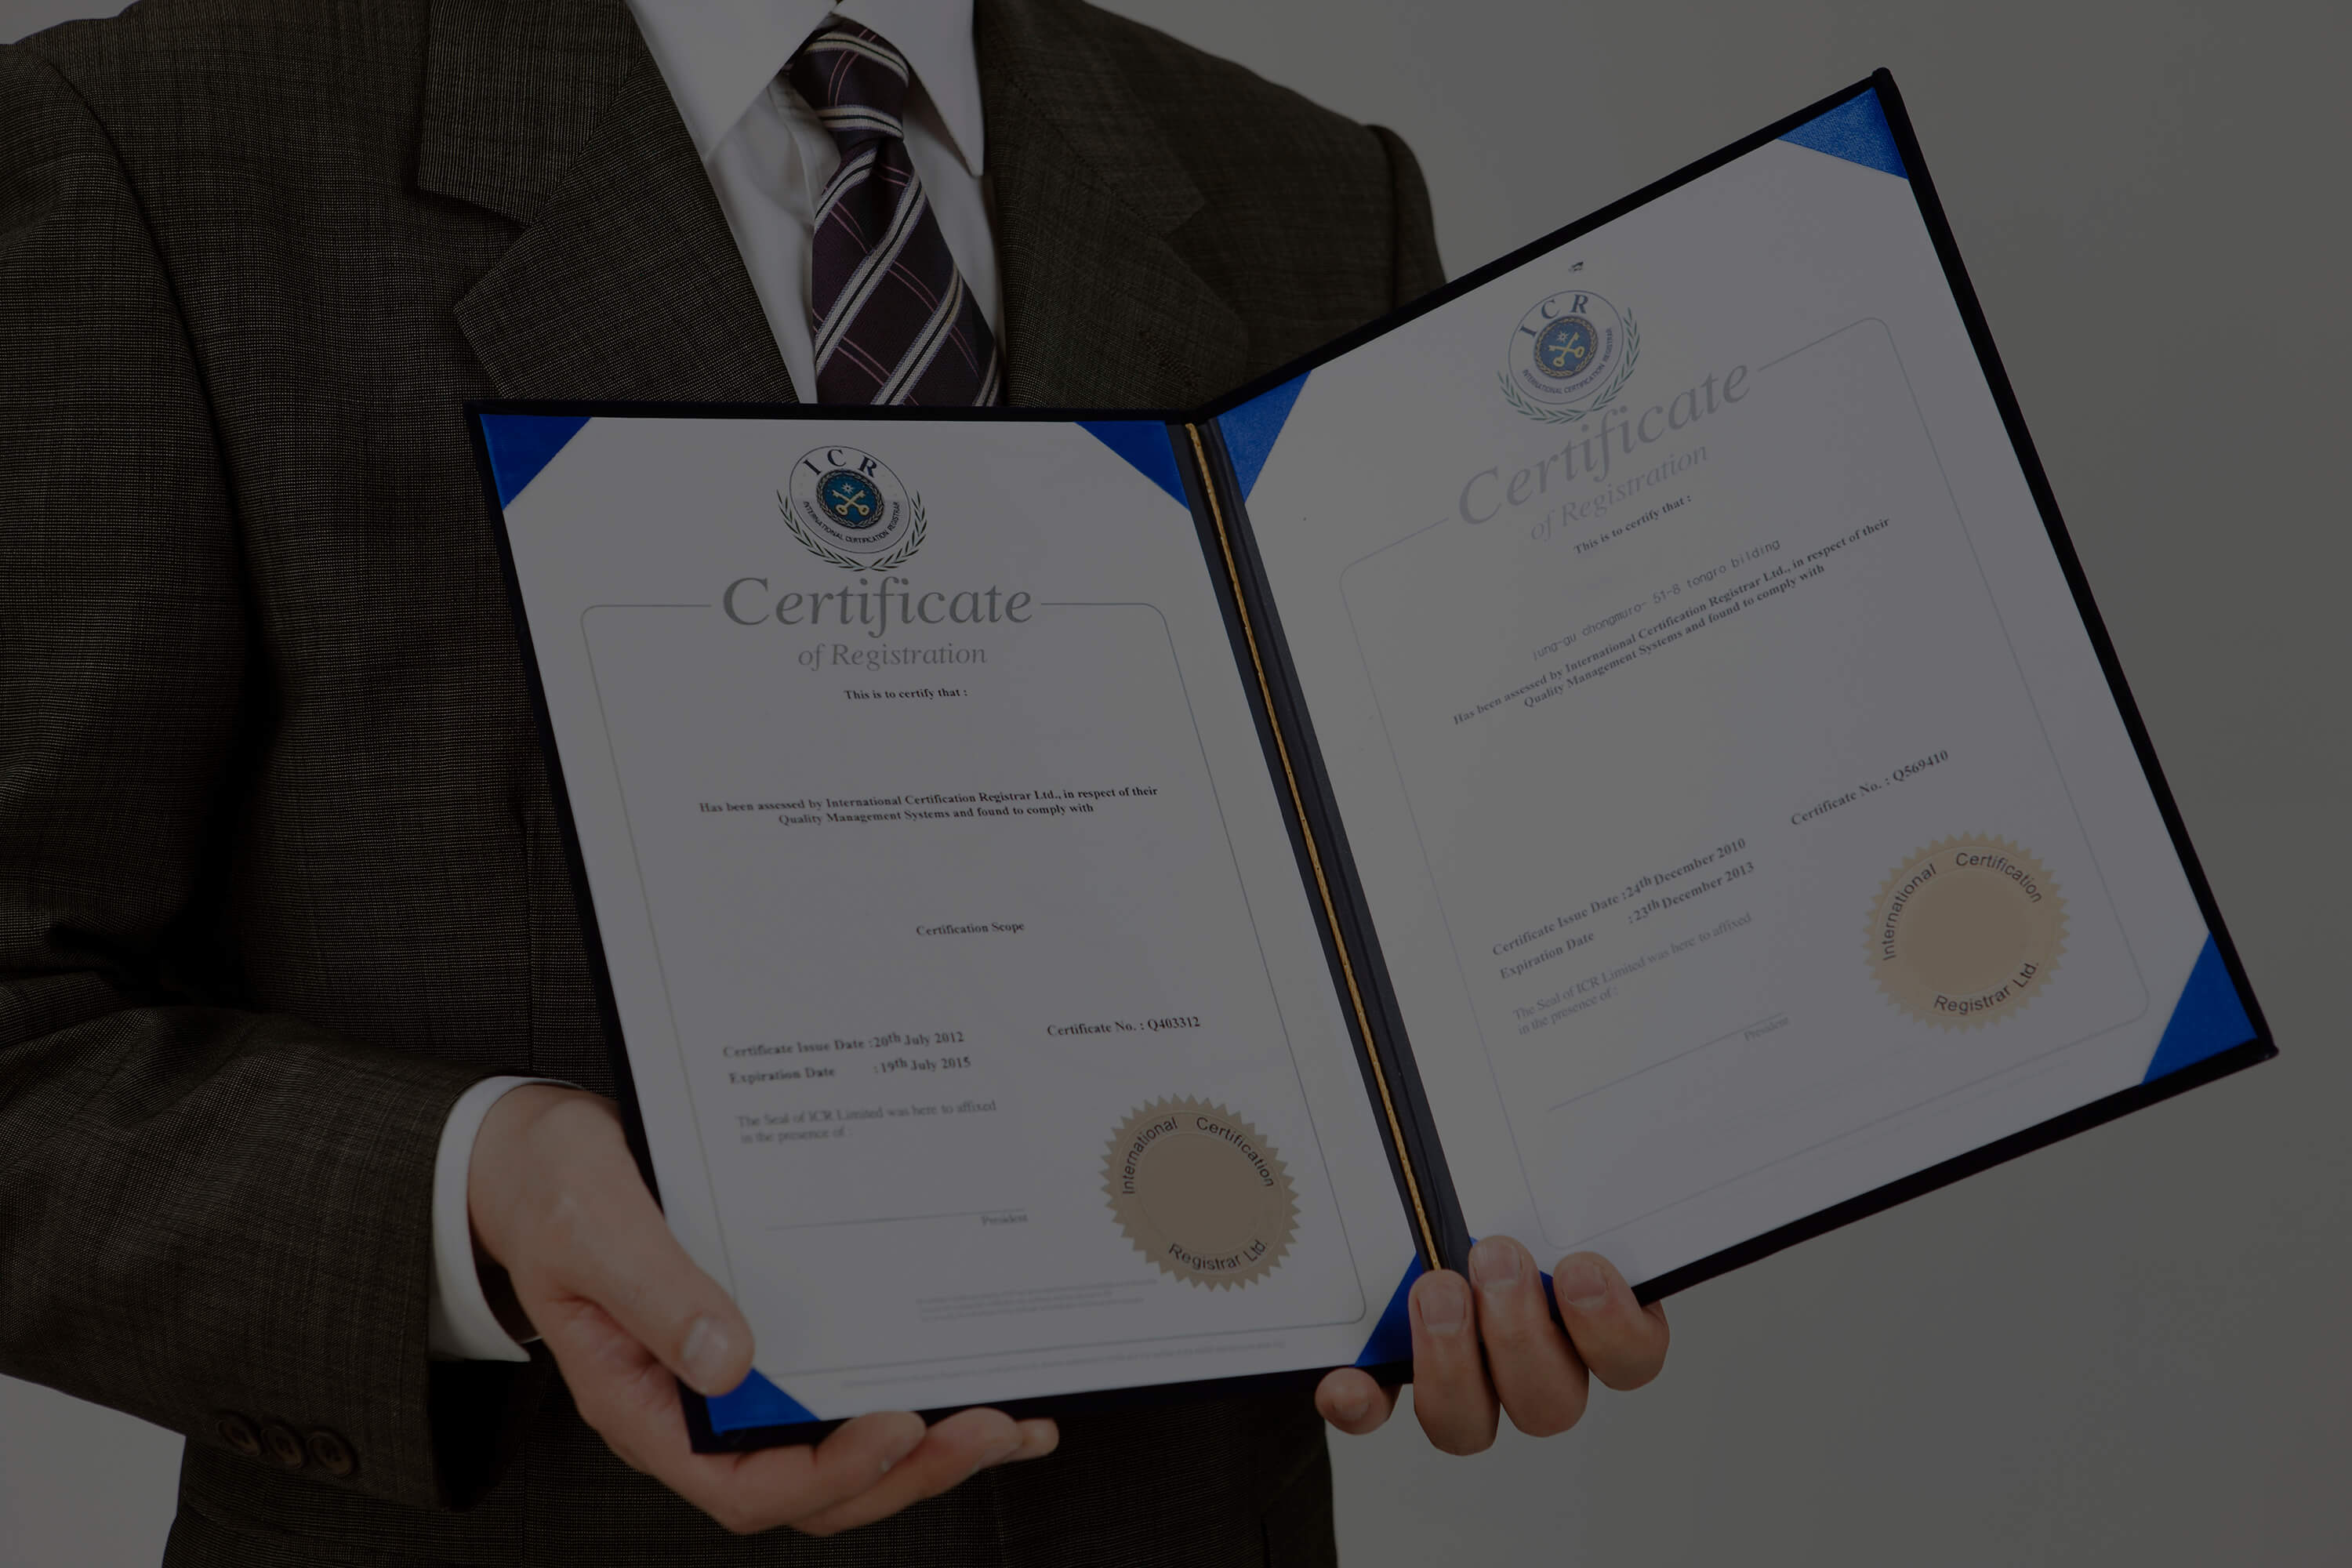 I C R
INTERNATIONAL CERTIFICATION REGISTRAR
Certificate
of Registration
This is to certify that :
Has been assessed by International Certification Registrar Ltd., in respect of their
Quality Management Systems and found to comply with
Certification Scope
Certificate Issue Date :20th July 2012
Certificate No. : Q403312
Expiration Date : 19th July 2015
The Seal of ICR Limited was here to affixed
in the presence of :
President
International Certification
Registrar Ltd.
I C R
INTERNATIONAL CERTIFICATION REGISTRAR
Certificate
of Registration
This is to certify that :
jung-gu chongmuro- 51-8 tongro bilding
Has been assessed by International Certification Registrar Ltd., in respect of their
Quality Management Systems and found to comply with
Certificate No. : Q569410
Certificate Issue Date :24th December 2010
Expiration Date : 23th December 2013
The Seal of ICR Limited was here to affixed
in the presence of :
President
International Certification
Registrar Ltd.